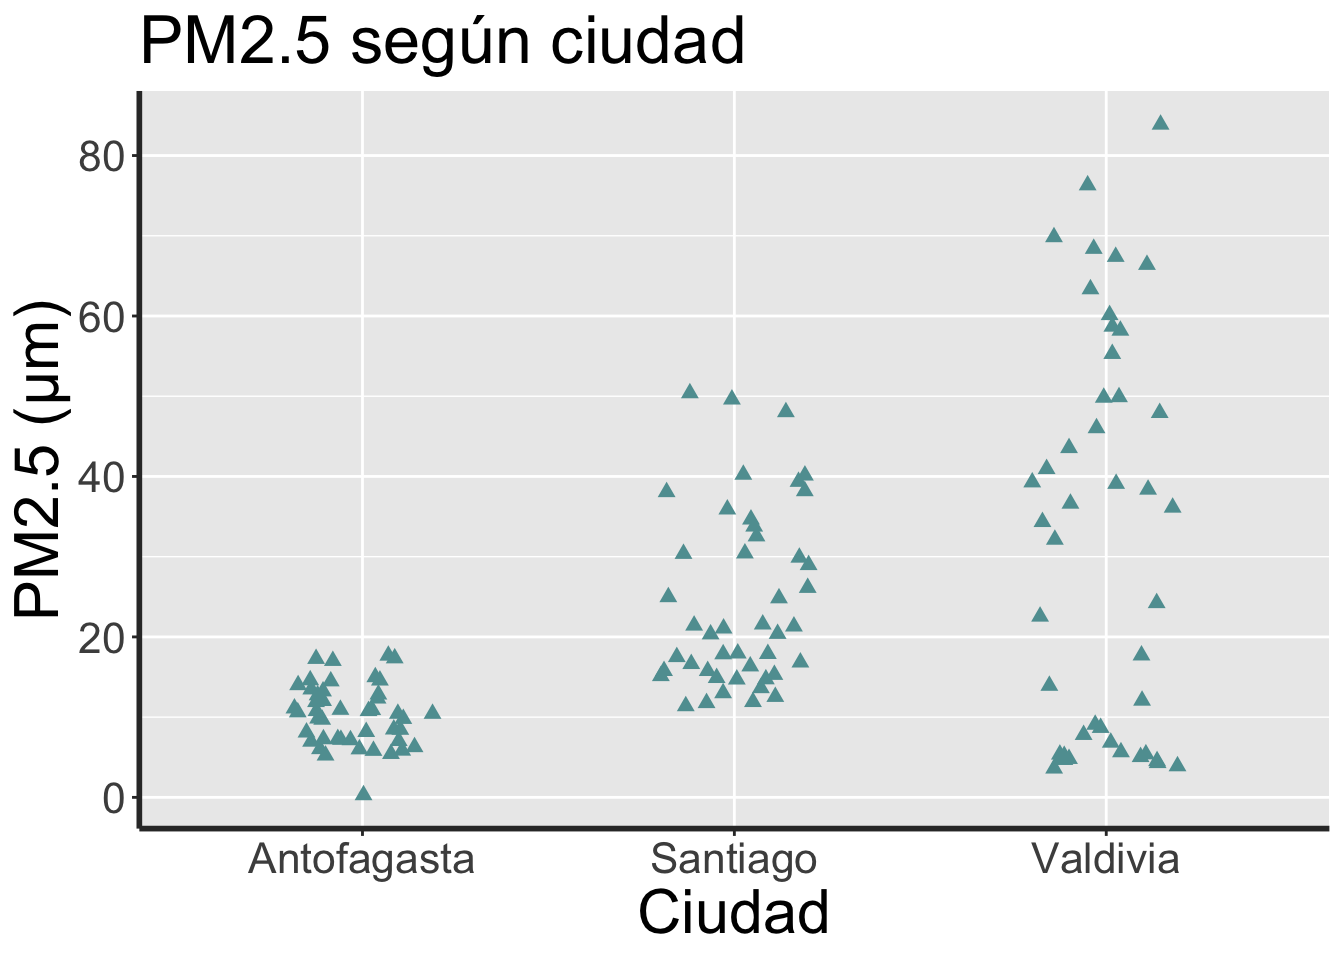 PM2.5 según ciudad
PM2.5 (µm)
80
60
40
20
0
Antofagasta
Santiago
Valdivia
Ciudad